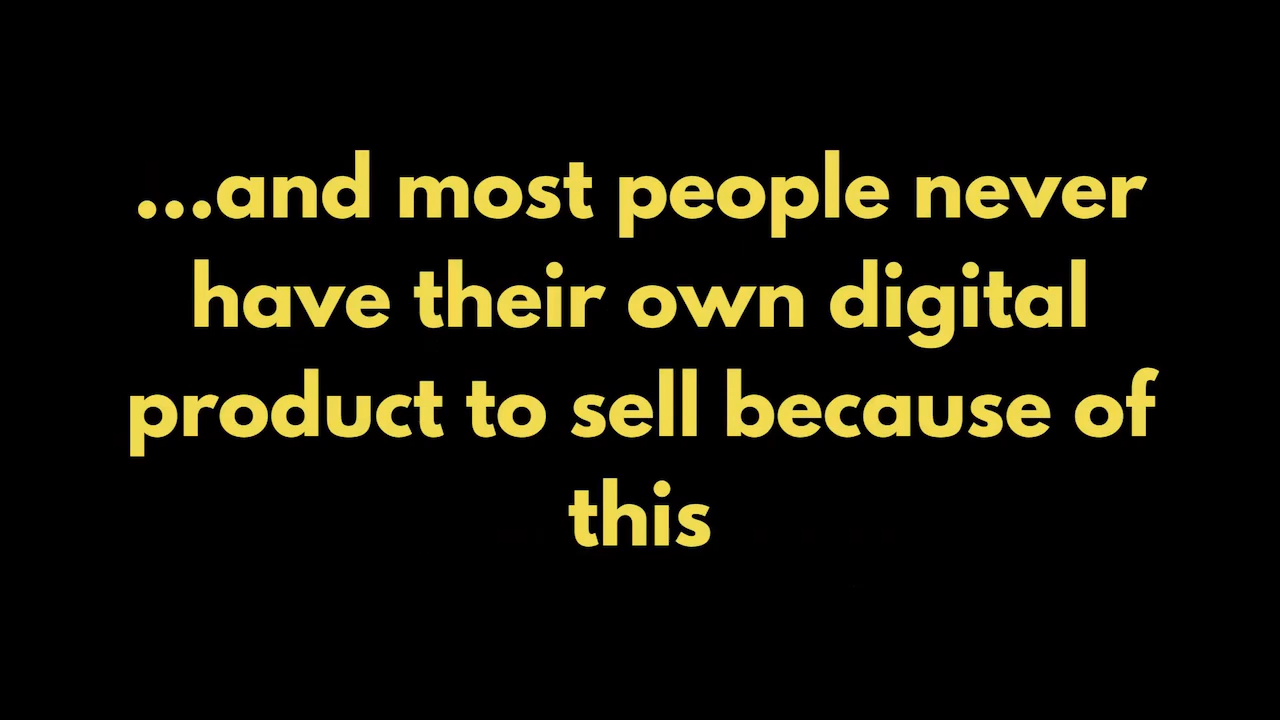 ...and most people never
have their own digital
product to sell because of
this